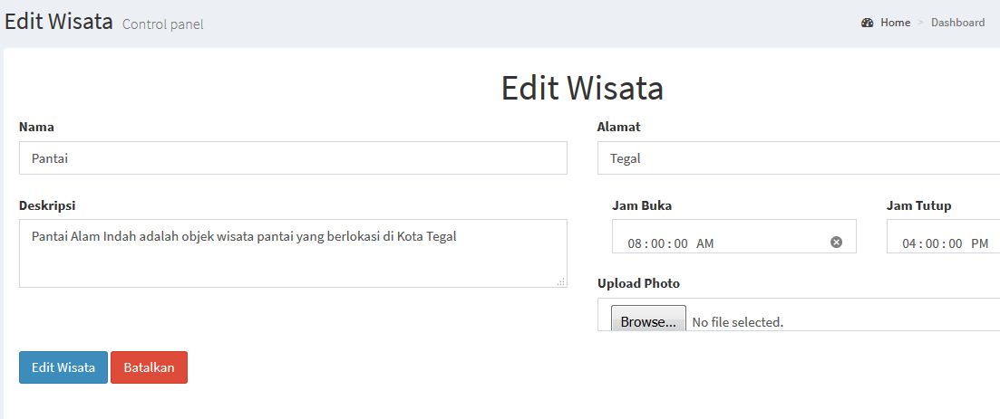 Edit Wisata Control panel
Home > Dashboard
Edit Wisata
Nama
Pantai
Alamat
Tegal
Deskripsi
Pantai Alam Indah adalah objek wisata pantai yang berlokasi di Kota Tegal
Jam Buka
08 : 00 : 00 AM
Jam Tutup
04 : 00 : 00 PM
Upload Photo
Browse... No file selected.
Edit Wisata
Batalkan